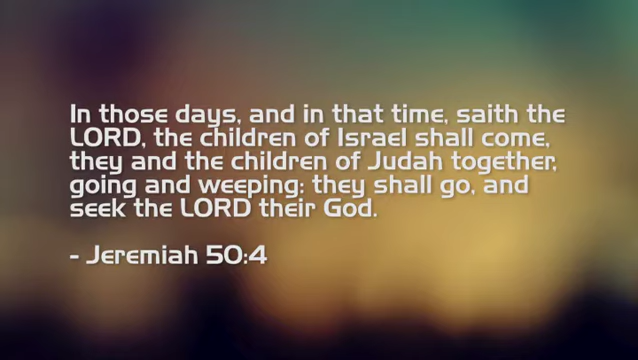 In those days, and in that time, saith the
LORD, the children of Israel shall come,
they and the children of Judah together,
going and weeping: they shall go, and
seek the LORD their God.
- Jeremiah 50:4